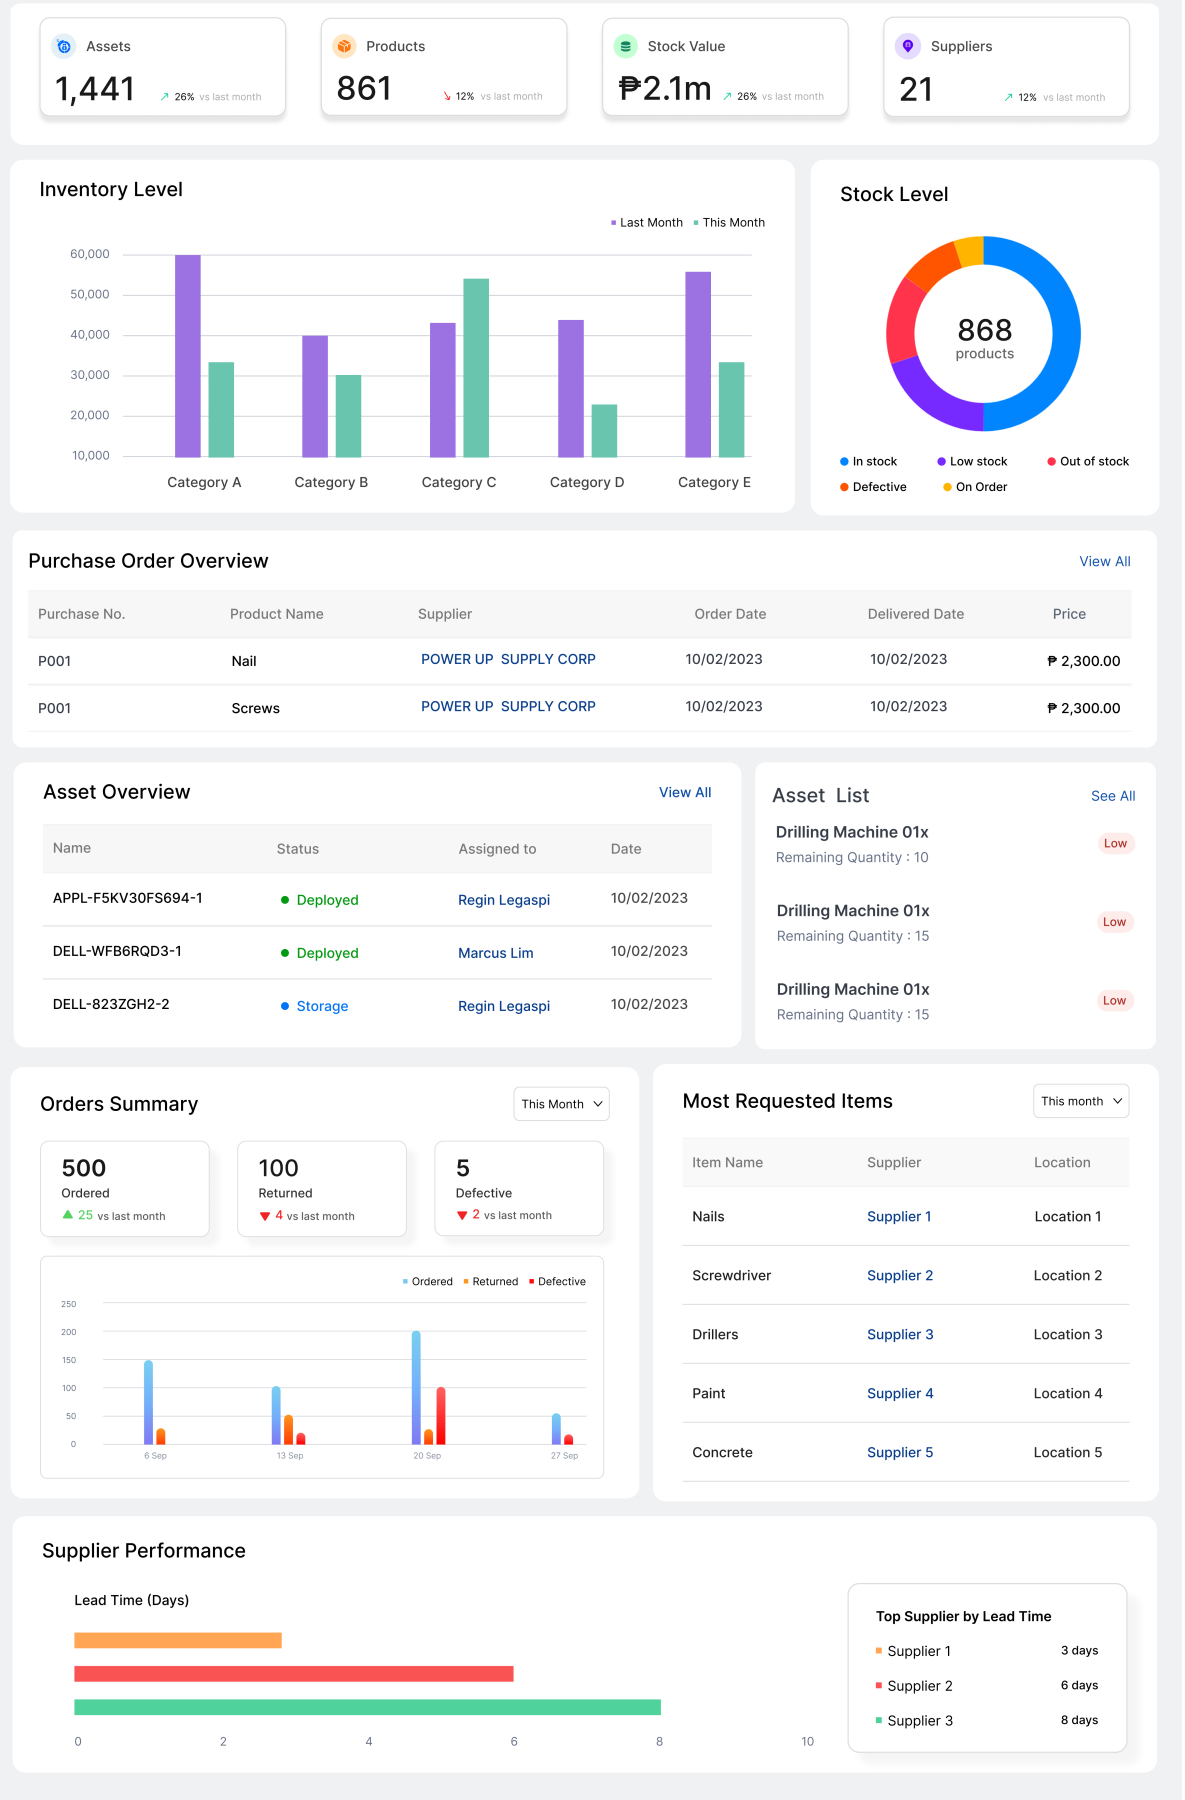 Assets
1,441 26% vs last month
Products
861 12% vs last month
Stock Value
₱2.1m 26% vs last month
Suppliers
21 12% vs last month
Inventory Level
Last Month This Month
60,000
50,000
40,000
30,000
20,000
10,000
Category A Category B Category C Category D Category E
Stock Level
868
products
In stock Low stock Out of stock
Defective On Order
Purchase Order Overview View All
Purchase No. Product Name Supplier Order Date Delivered Date Price
P001 Nail POWER UP SUPPLY CORP 10/02/2023 10/02/2023 ₱ 2,300.00
P001 Screws POWER UP SUPPLY CORP 10/02/2023 10/02/2023 ₱ 2,300.00
Asset Overview View All
Name Status Assigned to Date
APPL-F5KV30FS694-1 Deployed Regin Legaspi 10/02/2023
DELL-WFB6RQD3-1 Deployed Marcus Lim 10/02/2023
DELL-823ZGH2-2 Storage Regin Legaspi 10/02/2023
Asset List See All
Drilling Machine 01x
Remaining Quantity : 10
Low
Drilling Machine 01x
Remaining Quantity : 15
Low
Drilling Machine 01x
Remaining Quantity : 15
Low
Orders Summary This Month
500
Ordered
25 vs last month
100
Returned
4 vs last month
5
Defective
2 vs last month
Ordered Returned Defective
250
200
150
100
50
0
6 Sep 13 Sep 20 Sep 27 Sep
Most Requested Items This month
Item Name Supplier Location
Nails Supplier 1 Location 1
Screwdriver Supplier 2 Location 2
Drillers Supplier 3 Location 3
Paint Supplier 4 Location 4
Concrete Supplier 5 Location 5
Supplier Performance
Lead Time (Days)
0 2 4 6 8 10
Top Supplier by Lead Time
Supplier 1 3 days
Supplier 2 6 days
Supplier 3 8 days